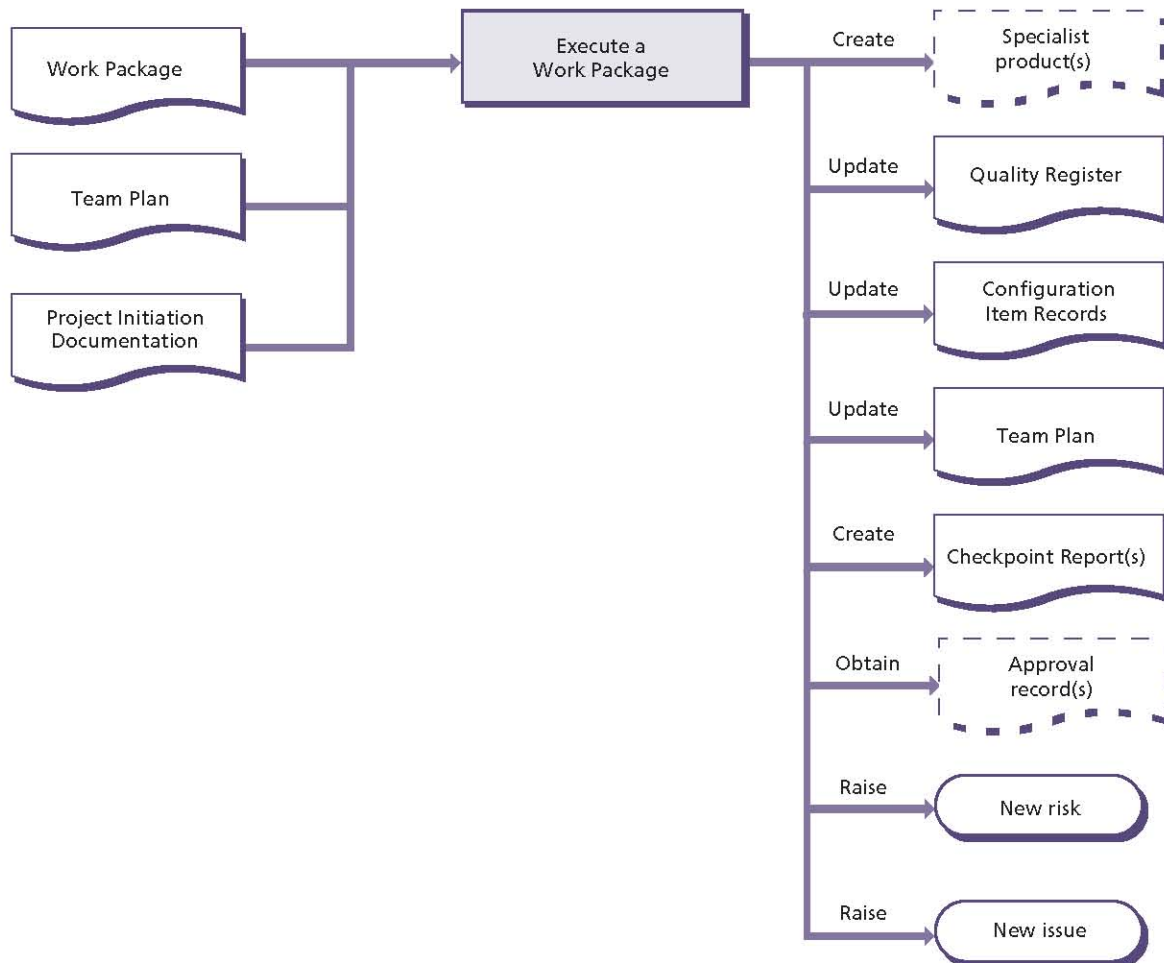 Work Package
Team Plan
Project Initiation
Documentation
Execute a
Work Package
Create
Specialist
product(s)
Update
Quality Register
Update
Configuration
Item Records
Update
Team Plan
Create
Checkpoint Report(s)
Obtain
Approval
record(s)
Raise
New risk
Raise
New issue